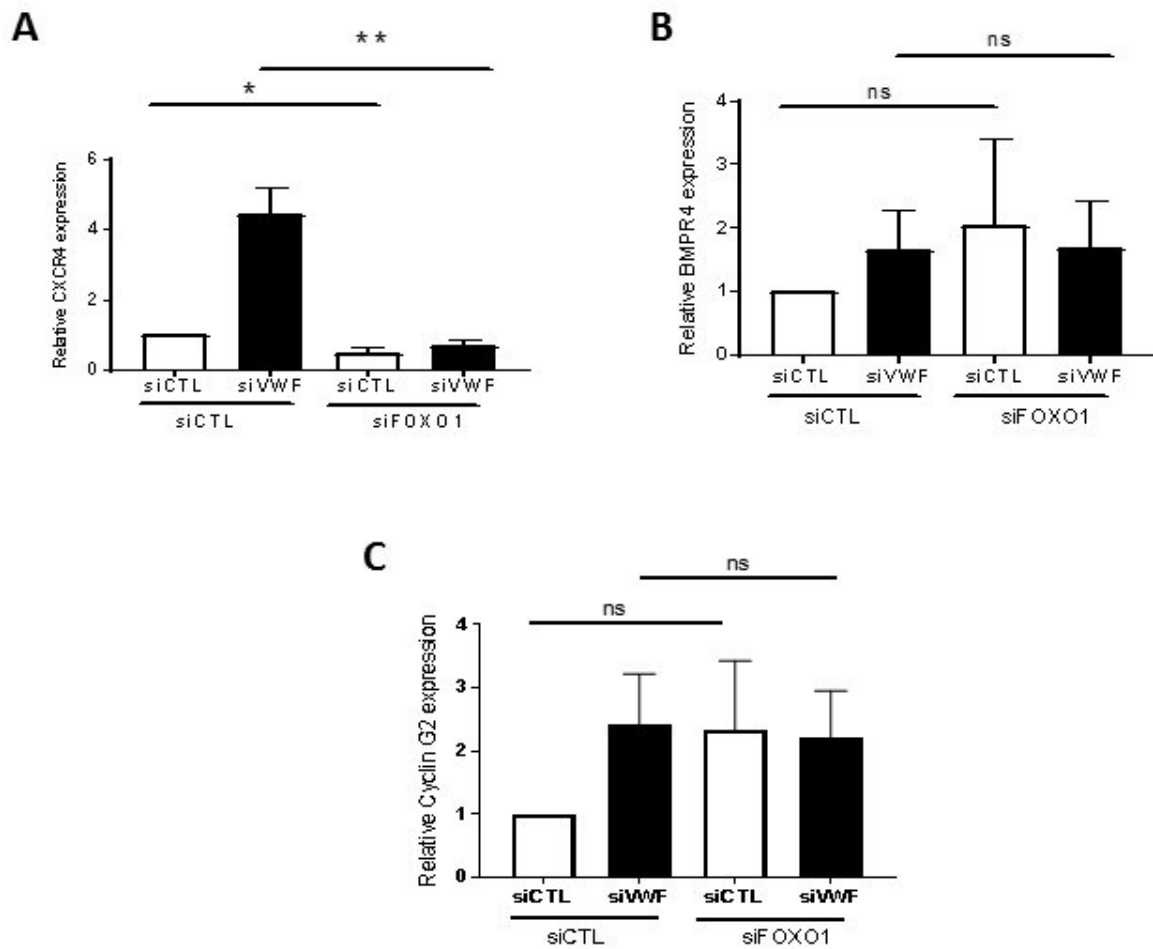 A
**
*
Relative CXCR4 expression
6
4
2
0
siCTL siVWF siCTL siVWF
siCTL siFOXO1
B
ns
ns
Relative BMPR4 expression
4
3
2
1
0
siCTL siVWF siCTL siVWF
siCTL siFOXO1
C
ns
ns
Relative Cyclin G2 expression
4
3
2
1
0
siCTL siVWF siCTL siVWF
siCTL siFOXO1